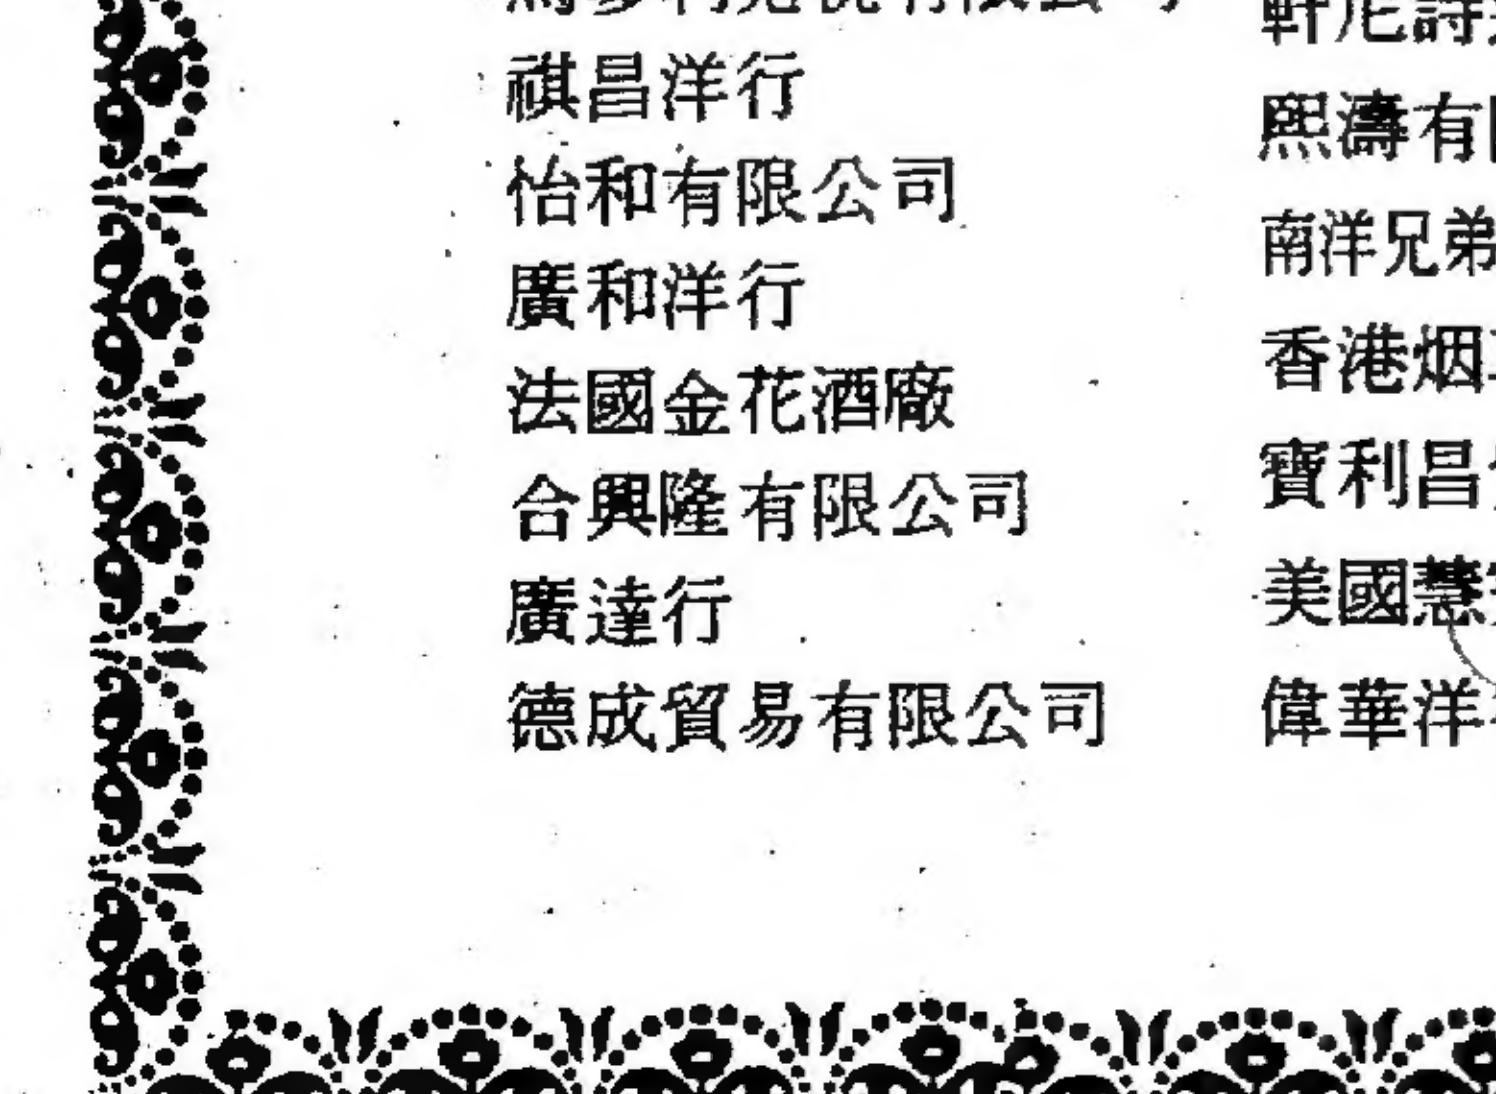 祺昌洋行
怡和有限公司
廣和洋行
法國金花酒廠
合興隆有限公司
廣達行
德成貿易有限公司
軒尼詩
熙濤有
南洋兄弟
香港烟
寶利昌
美國慧
偉華洋